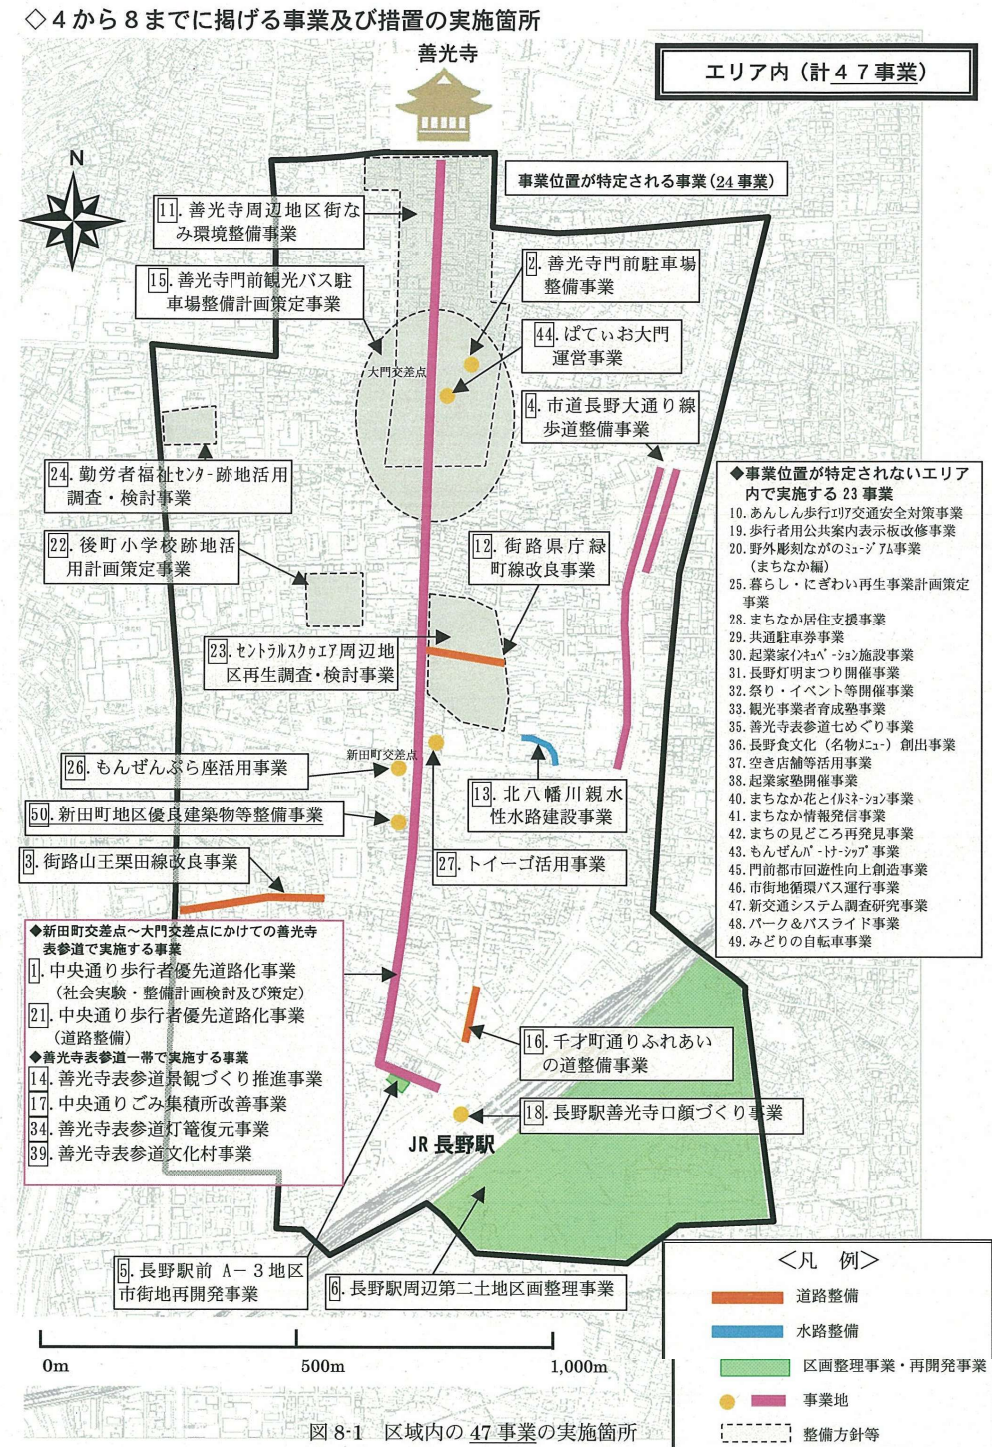 ◇4から8までに掲げる事業及び措置の実施箇所
善光寺
エリア内（計47事業）
N
事業位置が特定される事業（24事業）
11.善光寺周辺地区街な
み環境整備事業
15.善光寺門前観光バス駐
車場整備計画策定事業
2.善光寺門前駐車場
整備事業
44.ぱてぃお大門
運営事業
大門交差点
4.市道長野大通り線
歩道整備事業
24.勤労者福祉センター跡地活用
調査・検討事業
22.後町小学校跡地活
用計画策定事業
12.街路県庁緑
町線改良事業
23.セントラルスクゥエア周辺地
区再生調査・検討事業
新田町交差点
26.もんぜんぷら座活用事業
50.新田町地区優良建築物等整備事業
13.北八幡川親水
性水路建設事業
27.トイーゴ活用事業
3.街路山王栗田線改良事業
◆事業位置が特定されないエリア
内で実施する23事業
10.あんしん歩行エリア交通安全対策事業
19.歩行者用公共案内表示板改修事業
20.野外彫刻ながのミュージアム事業
（まちなか編）
25.暮らし・にぎわい再生事業計画策定
事業
28.まちなか居住支援事業
29.共通駐車券事業
30.起業家インキュベーション施設事業
31.長野灯明まつり開催事業
32.祭り・イベント等開催事業
33.観光事業者育成塾事業
35.善光寺表参道七めぐり事業
36.長野食文化（名物メニュー）創出事業
37.空き店舗等活用事業
38.起業家塾開催事業
40.まちなか花とイルミネーション事業
41.まちなか情報発信事業
42.まちの見どころ再発見事業
43.もんぜんパートナーシップ事業
45.門前都市回遊性向上創造事業
46.市街地循環バス運行事業
47.新交通システム調査研究事業
48.パーク＆バスライド事業
49.みどりの自転車事業
◆新田町交差点～大門交差点にかけての善光寺
表参道で実施する事業
1.中央通り歩行者優先道路化事業
（社会実験・整備計画検討及び策定）
21.中央通り歩行者優先道路化事業
（道路整備）
◆善光寺表参道一帯で実施する事業
14.善光寺表参道景観づくり推進事業
17.中央通りごみ集積所改善事業
34.善光寺表参道灯篭復元事業
39.善光寺表参道文化村事業
16.千才町通りふれあい
の道整備事業
18.長野駅善光寺口顔づくり事業
JR 長野駅
5.長野駅前 A－3地区
市街地再開発事業
6.長野駅周辺第二土地区画整理事業
＜凡 例＞
道路整備
水路整備
区画整理事業・再開発事業
事業地
整備方針等
0m 500m 1,000m
図 8-1 区域内の 47 事業の実施箇所